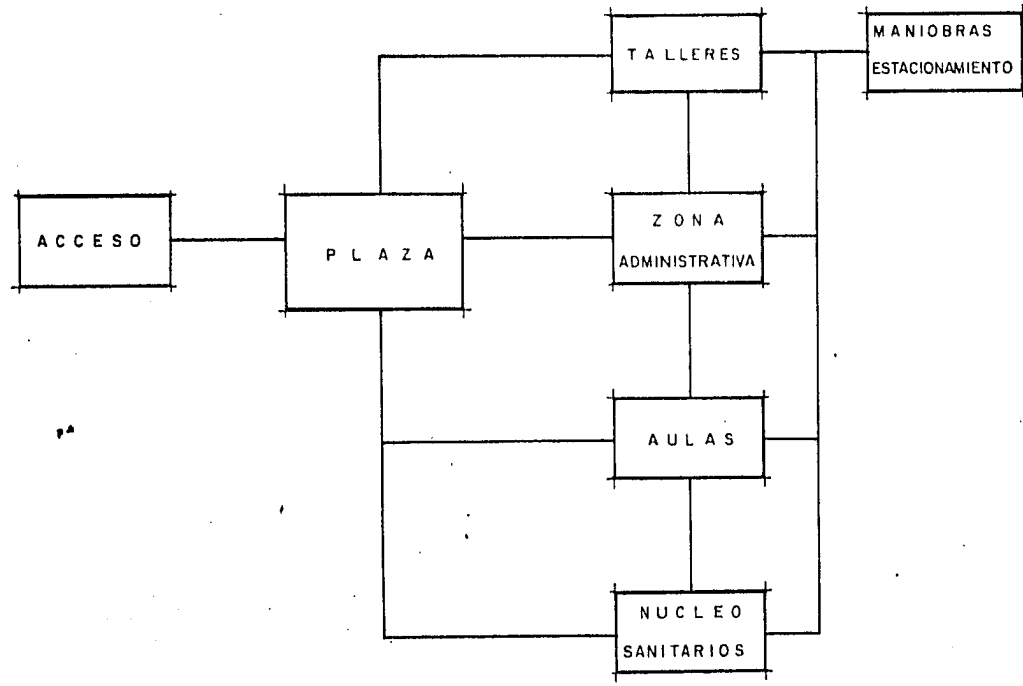 TALLERES
MANIOBRAS
ESTACIONAMIENTO
ACCESO
PLAZA
ZONA
ADMINISTRATIVA
AULAS
NUCLEO
SANITARIOS